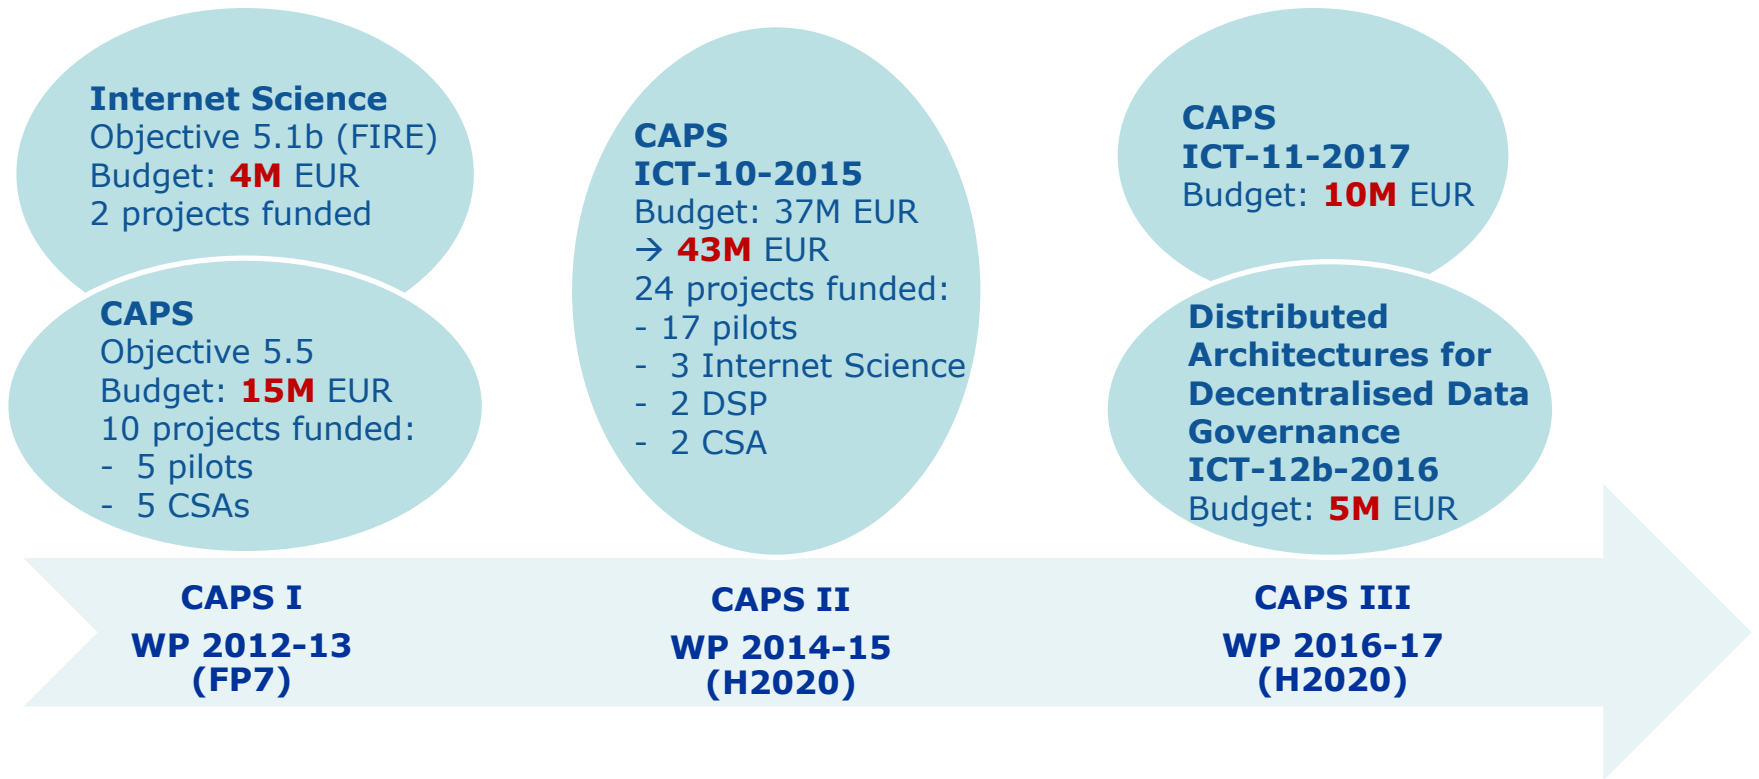 Internet Science
Objective 5.1b (FIRE)
Budget: 4M EUR
2 projects funded
CAPS
Objective 5.5
Budget: 15M EUR
10 projects funded:
- 5 pilots
- 5 CSAs
CAPS
ICT-10-2015
Budget: 37M EUR
→ 43M EUR
24 projects funded:
- 17 pilots
- 3 Internet Science
- 2 DSP
- 2 CSA
CAPS
ICT-11-2017
Budget: 10M EUR
Distributed
Architectures for
Decentralised Data
Governance
ICT-12b-2016
Budget: 5M EUR
CAPS I
WP 2012-13
(FP7)
CAPS II
WP 2014-15
(H2020)
CAPS III
WP 2016-17
(H2020)